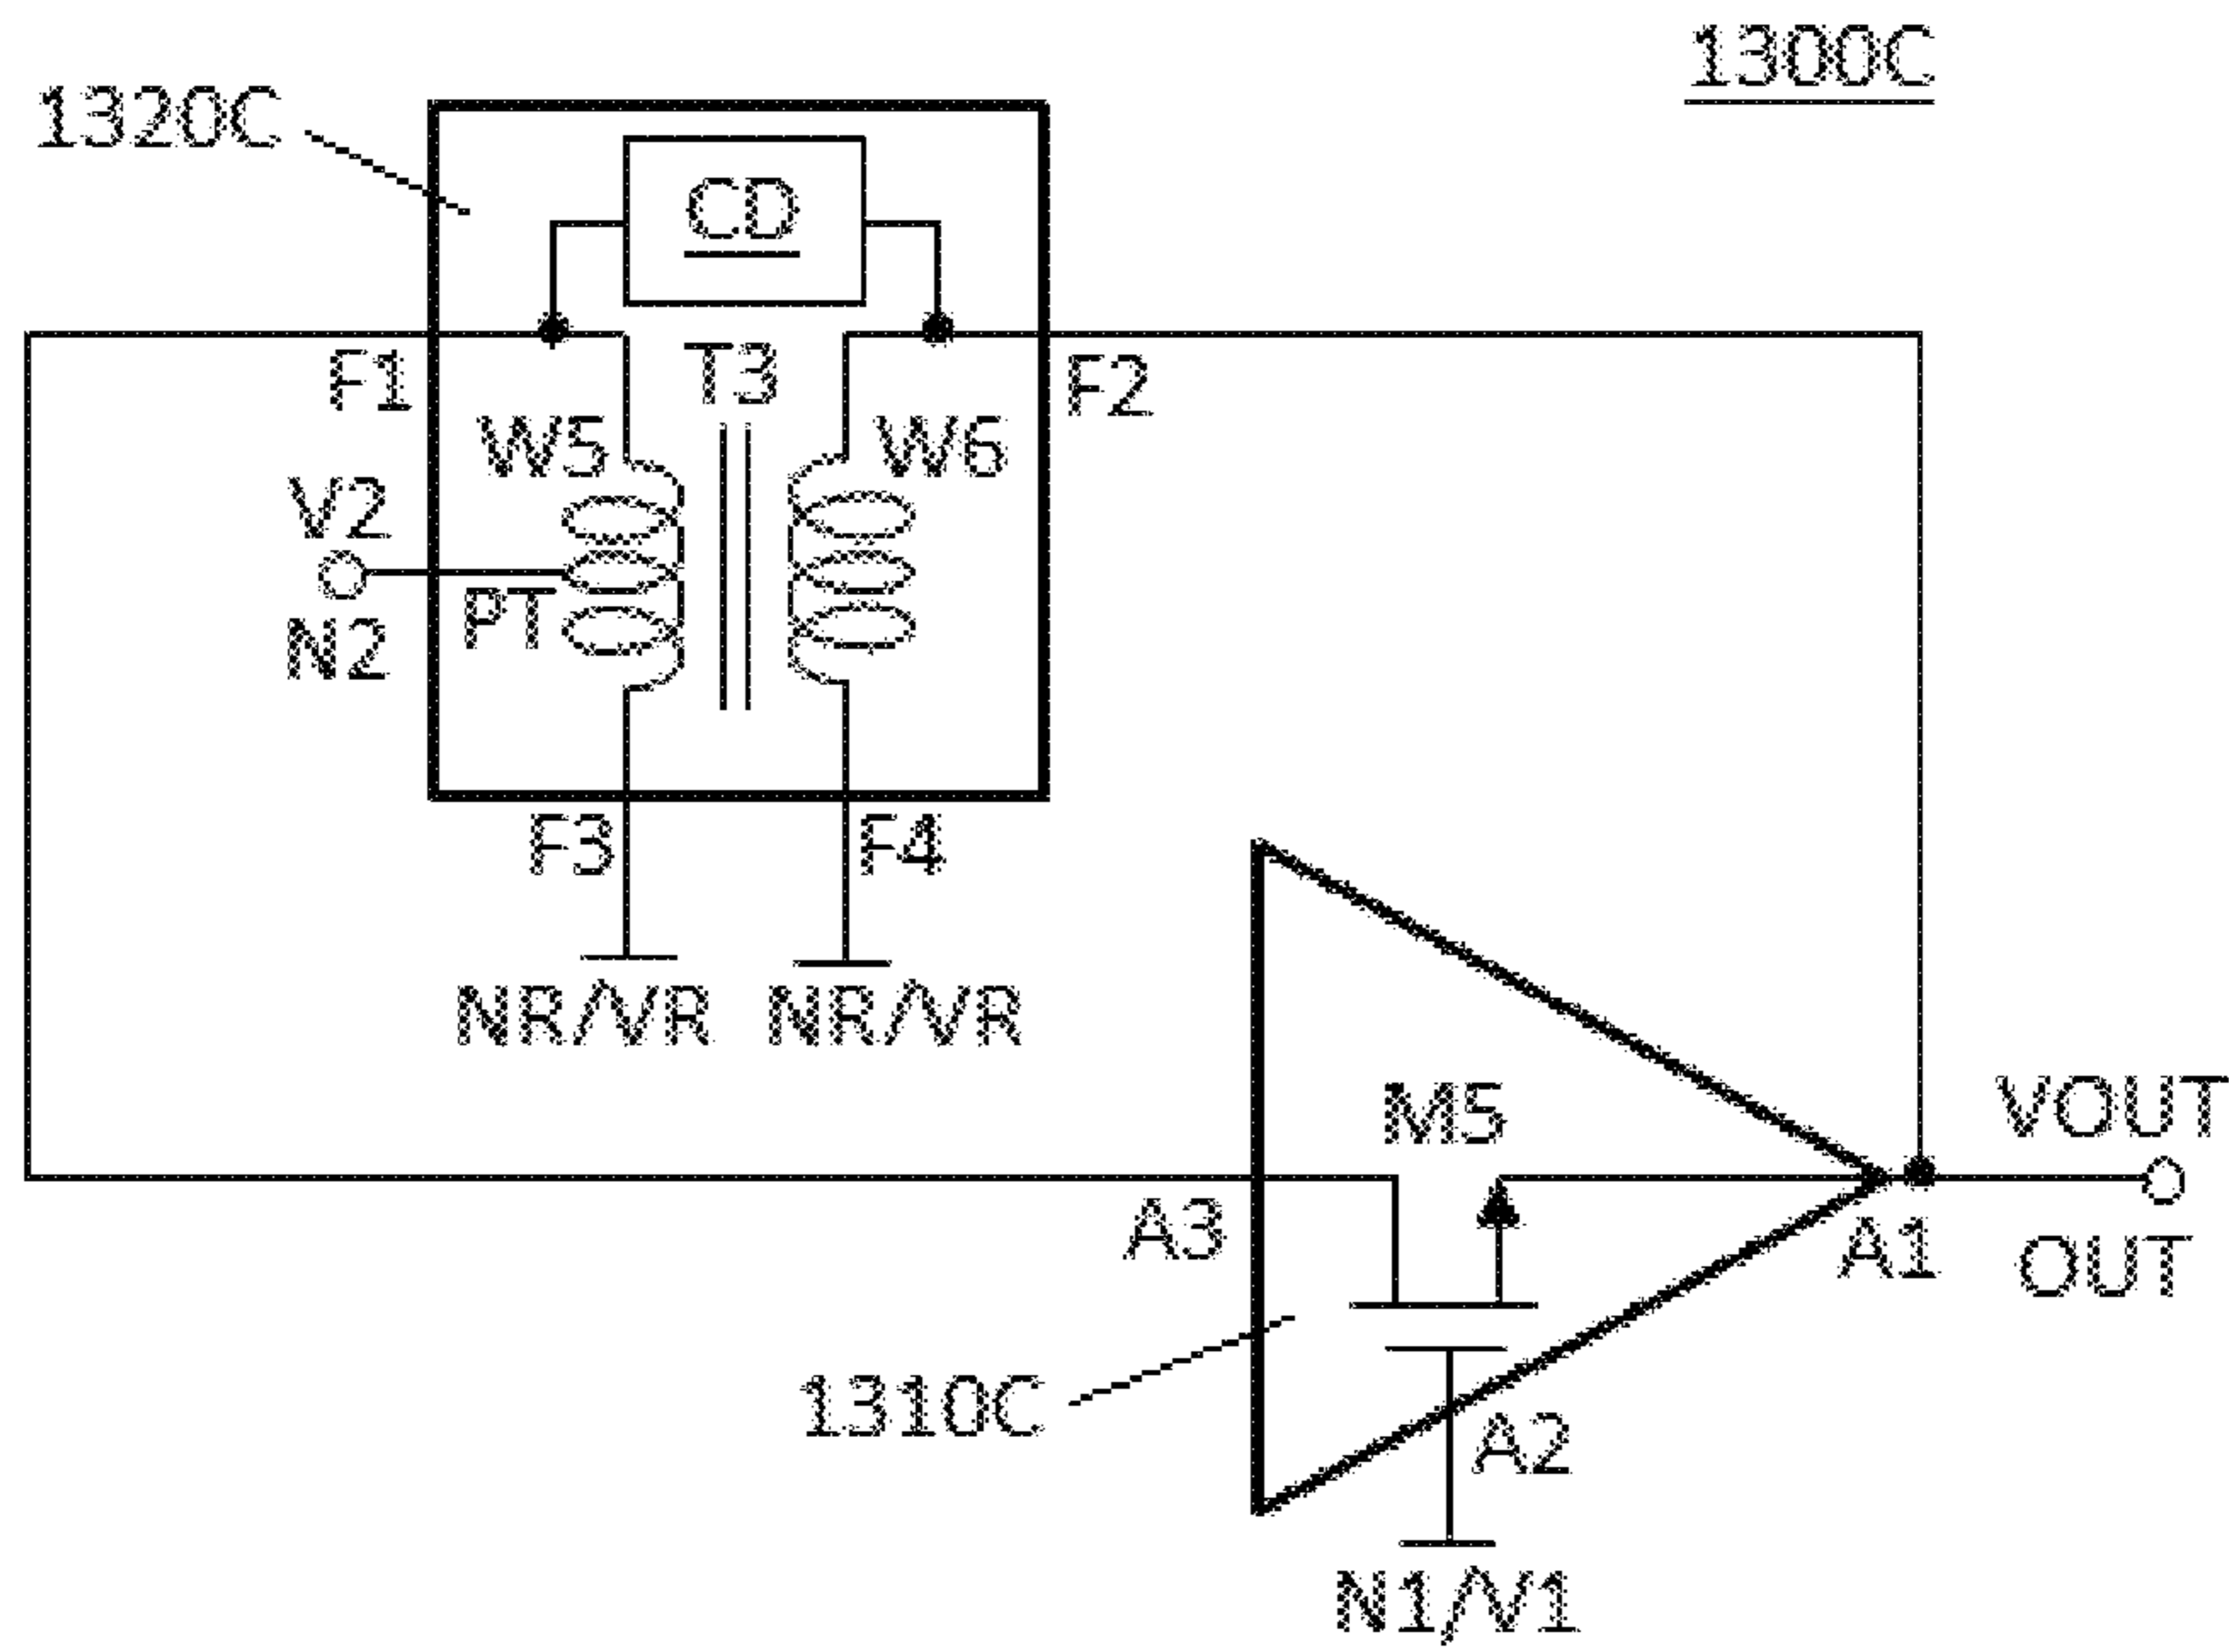 1300C
1320C
CD
F1
T3
F2
W5
W6
V2
PT
N2
F3
F4
NR/VR
NR/VR
M5
VOUT
A3
A1
OUT
1310C
A2
N1/V1